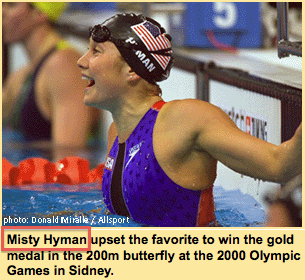 MAN
photo: Donald Miralle / Allsport
Misty Hyman upset the favorite to win the gold
medal in the 200m butterfly at the 2000 Olympic
Games in Sidney.